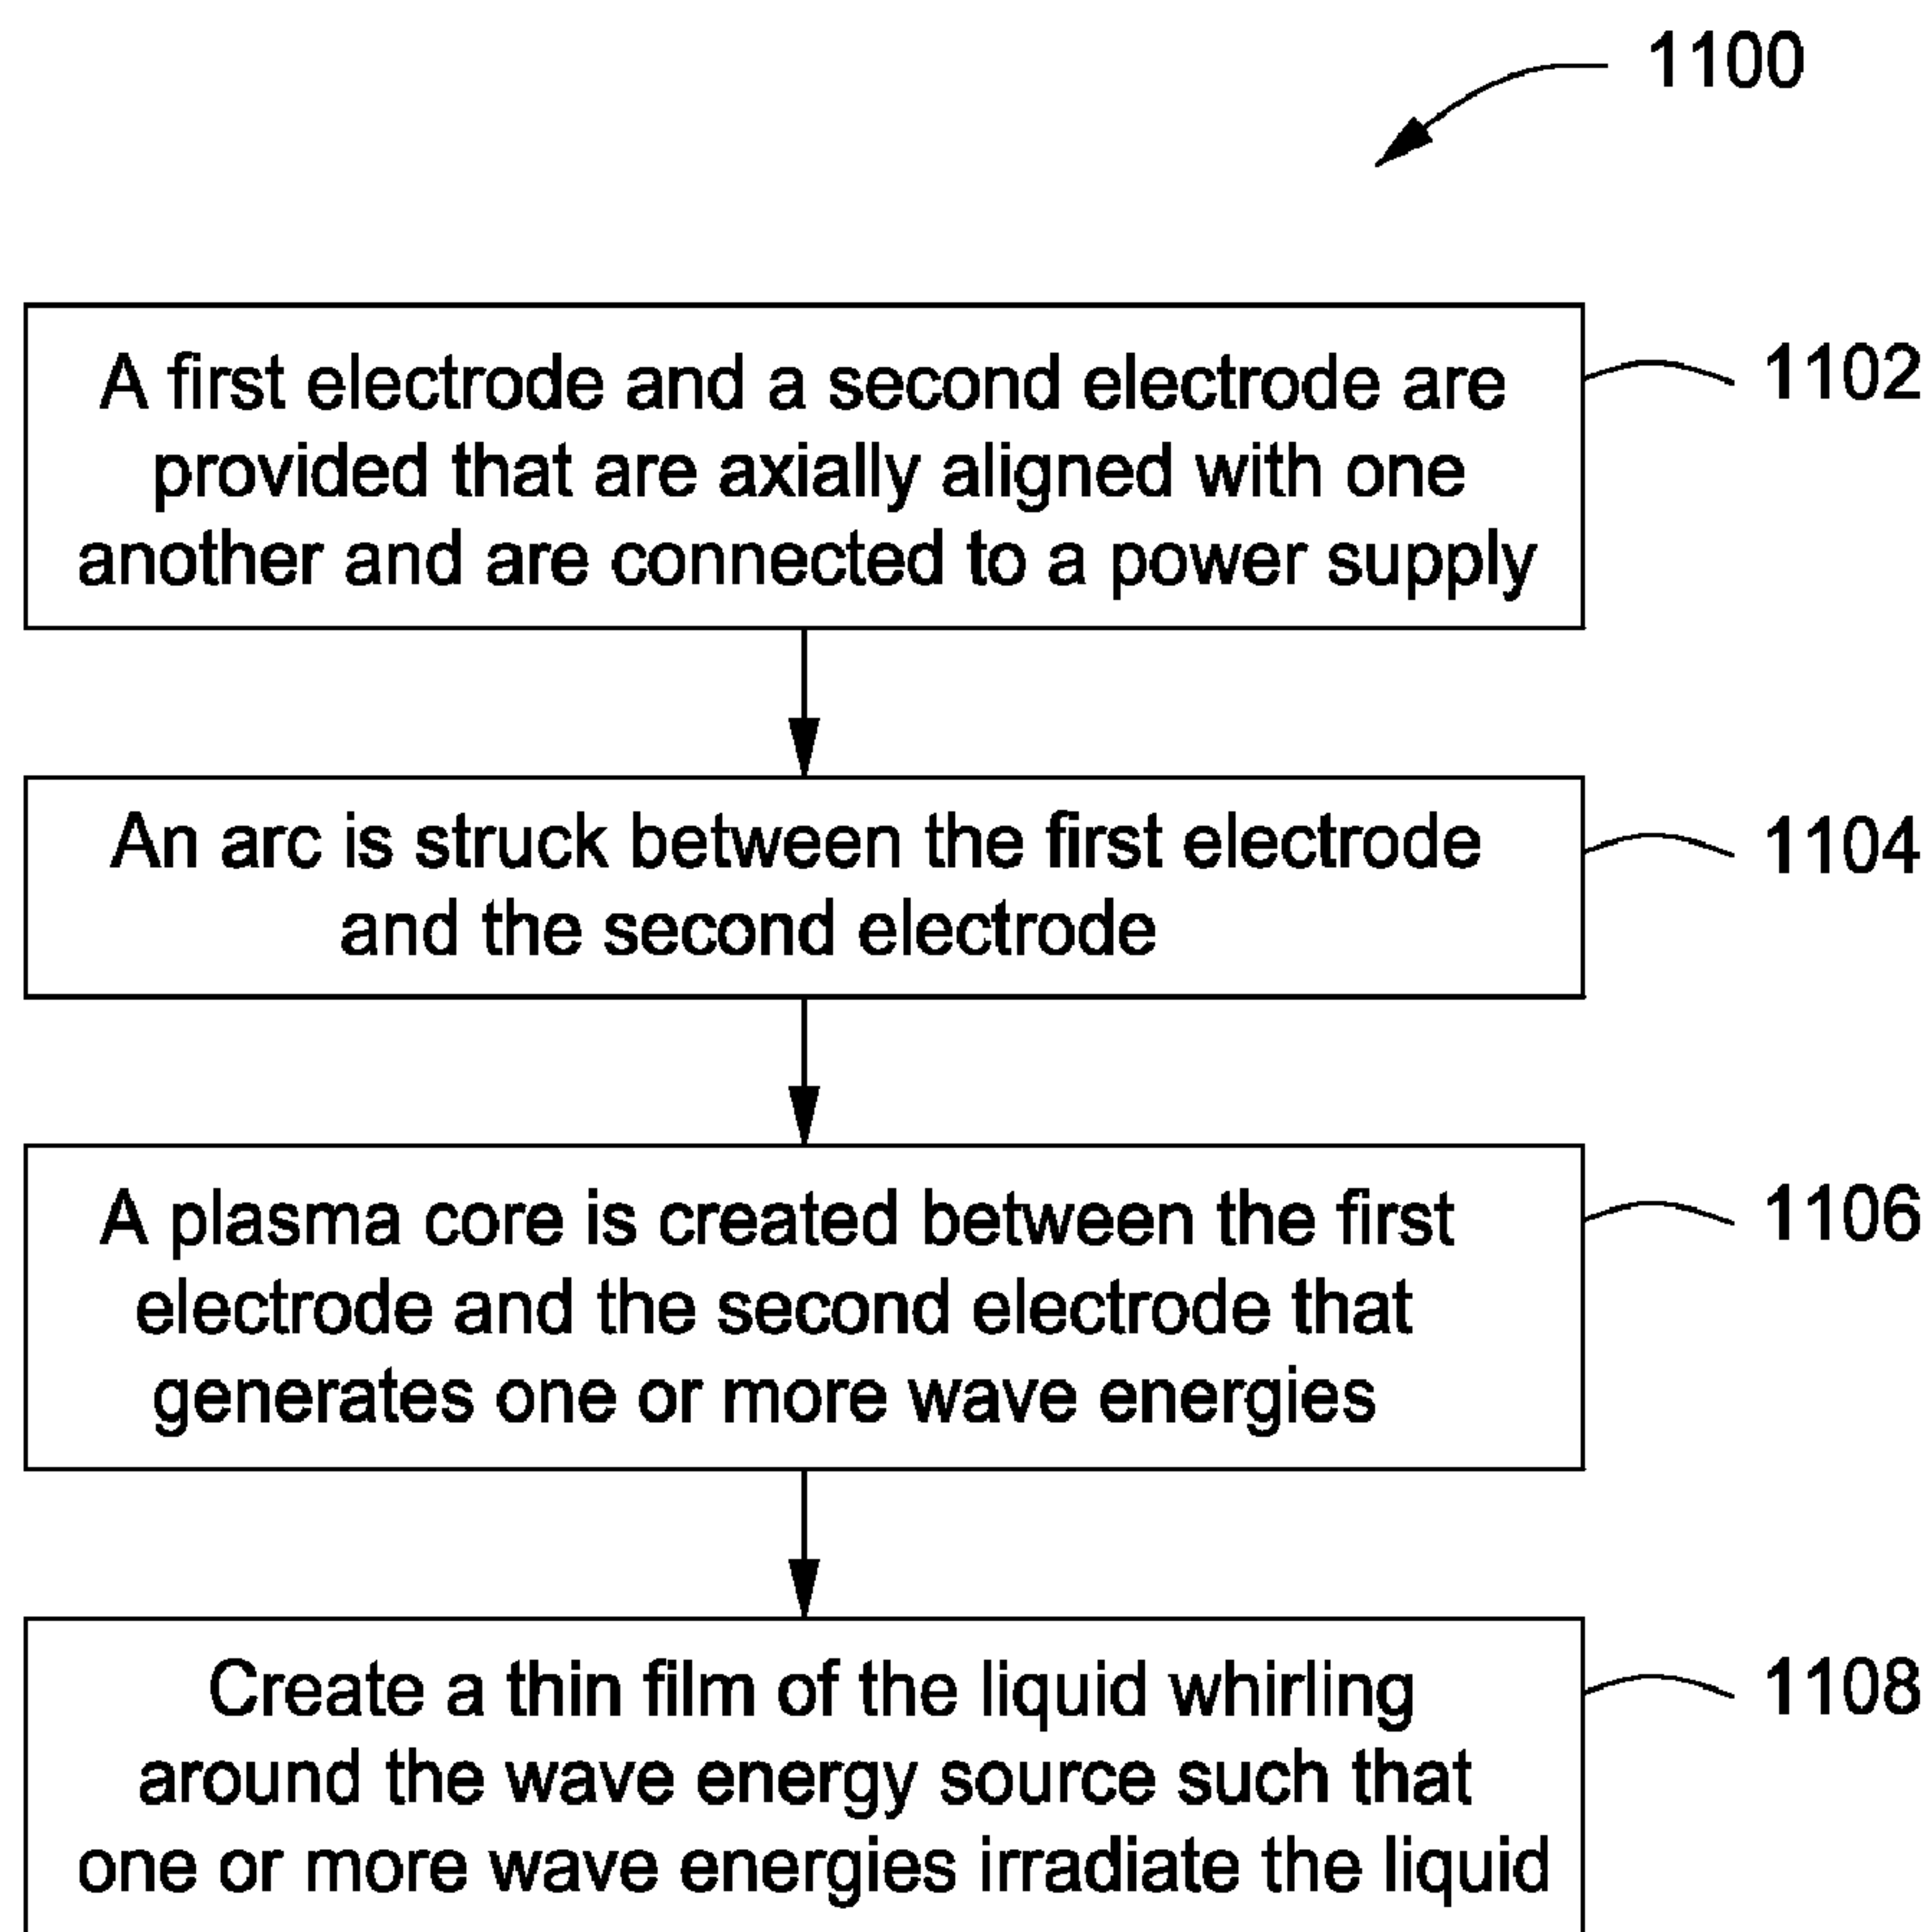 1100
A first electrode and a second electrode are
provided that are axially aligned with one
another and are connected to a power supply
1102
An arc is struck between the first electrode
and the second electrode
1104
A plasma core is created between the first
electrode and the second electrode that
generates one or more wave energies
1106
Create a thin film of the liquid whirling
around the wave energy source such that
one or more wave energies irradiate the liquid
1108